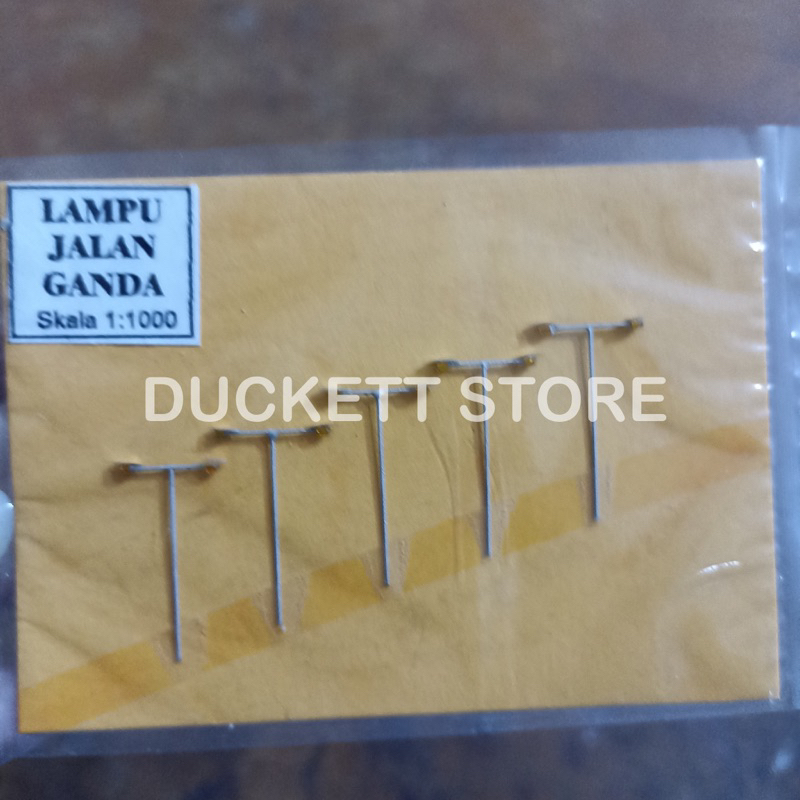 LAMPU
JALAN
GANDA
Skala 1:1000
DUCKETT STORE